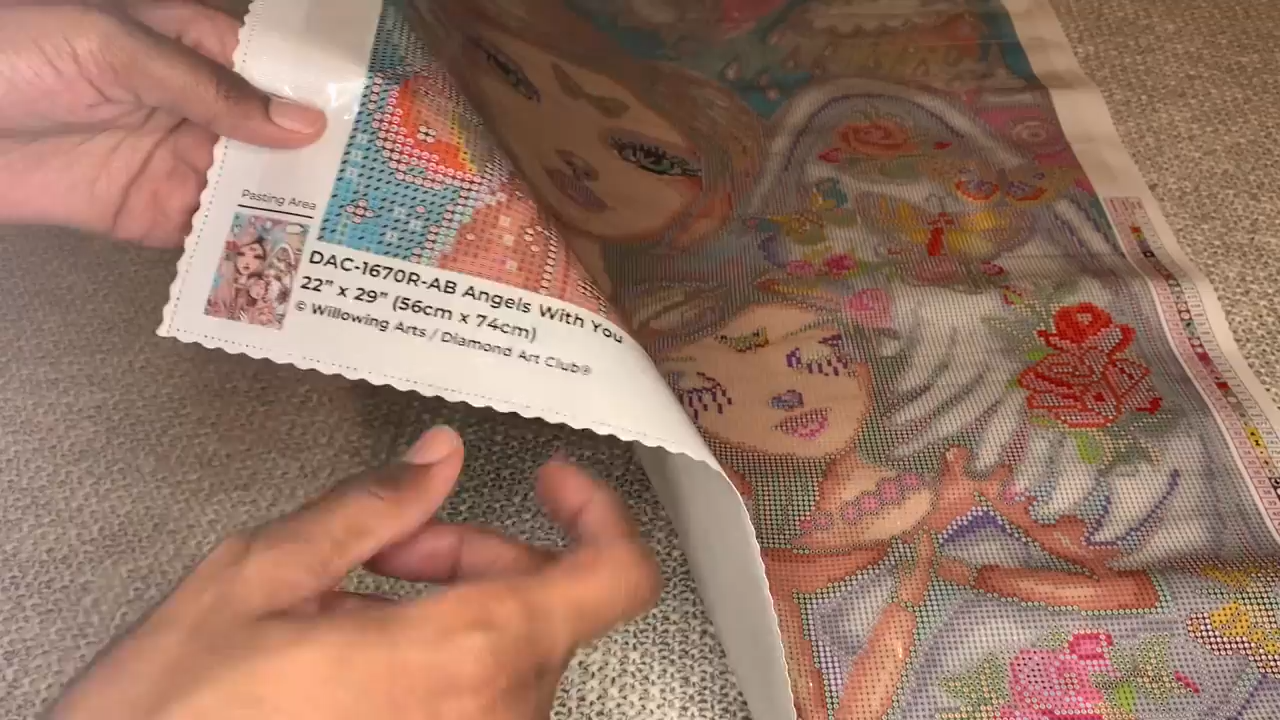 Pasting Area
DAC-1670R-AB Angels With You
22" x 29" (56cm x 74cm)
© Willowing Arts / Diamond Art Club®